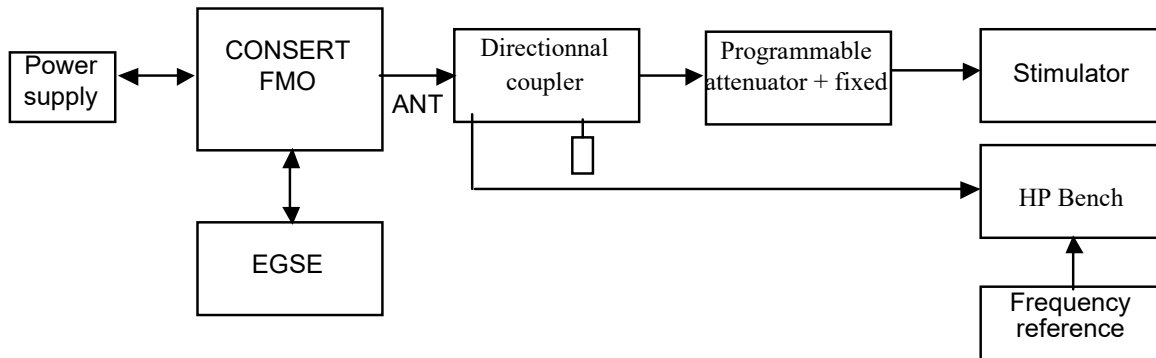 Power
supply
CONSERT
FMO
ANT
Directionnal
coupler
Programmable
attenuator + fixed
Stimulator
HP Bench
EGSE
Frequency
reference